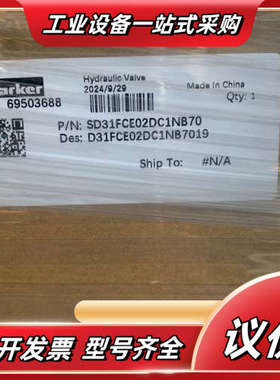 工业设备一站式采购
arker
69503688
Hydraulic Valve
2024/9/29
Made in China
Qty: 1
P/N: SD31FCE02DC1NB70
Des: D31FCE02DC1NB7019
Ship To: #N/A
可开发票 型号齐全
议价